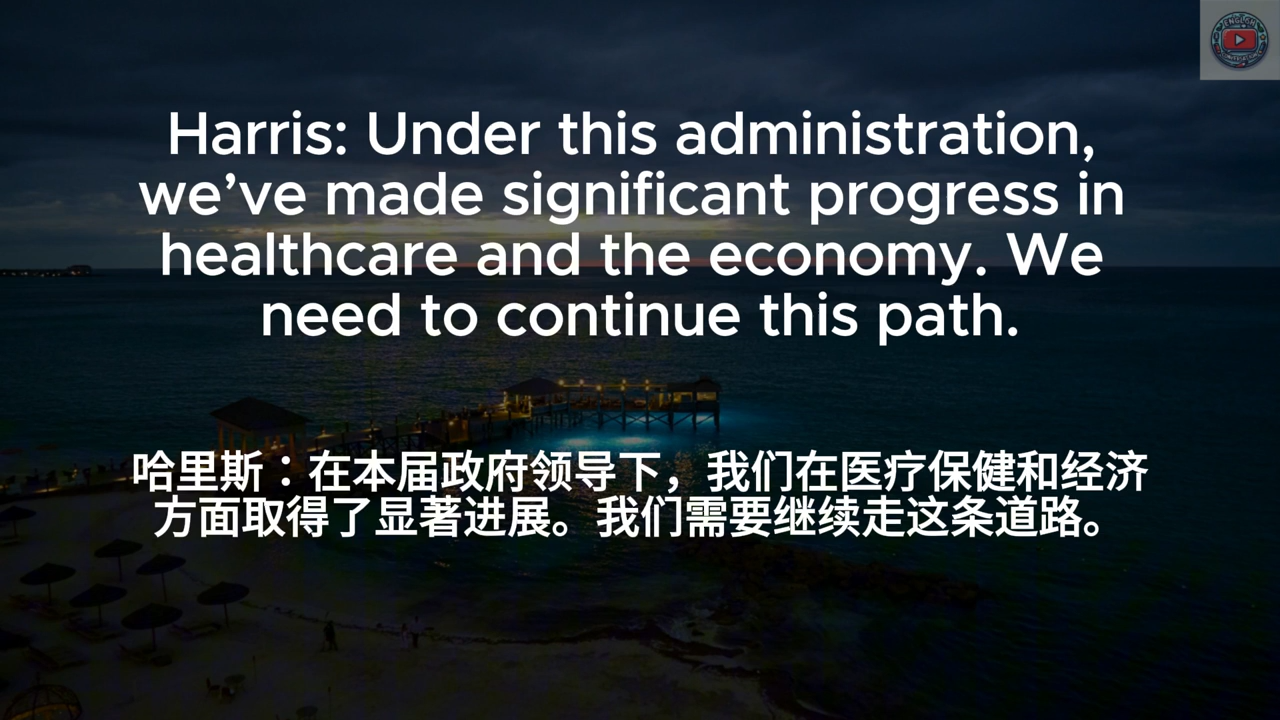 Harris: Under this administration,
we’ve made significant progress in
healthcare and the economy. We
need to continue this path.
哈里斯：在本届政府领导下，我们在医疗保健和经济
方面取得了显著进展。我们需要继续走这条道路。
ENGLISH